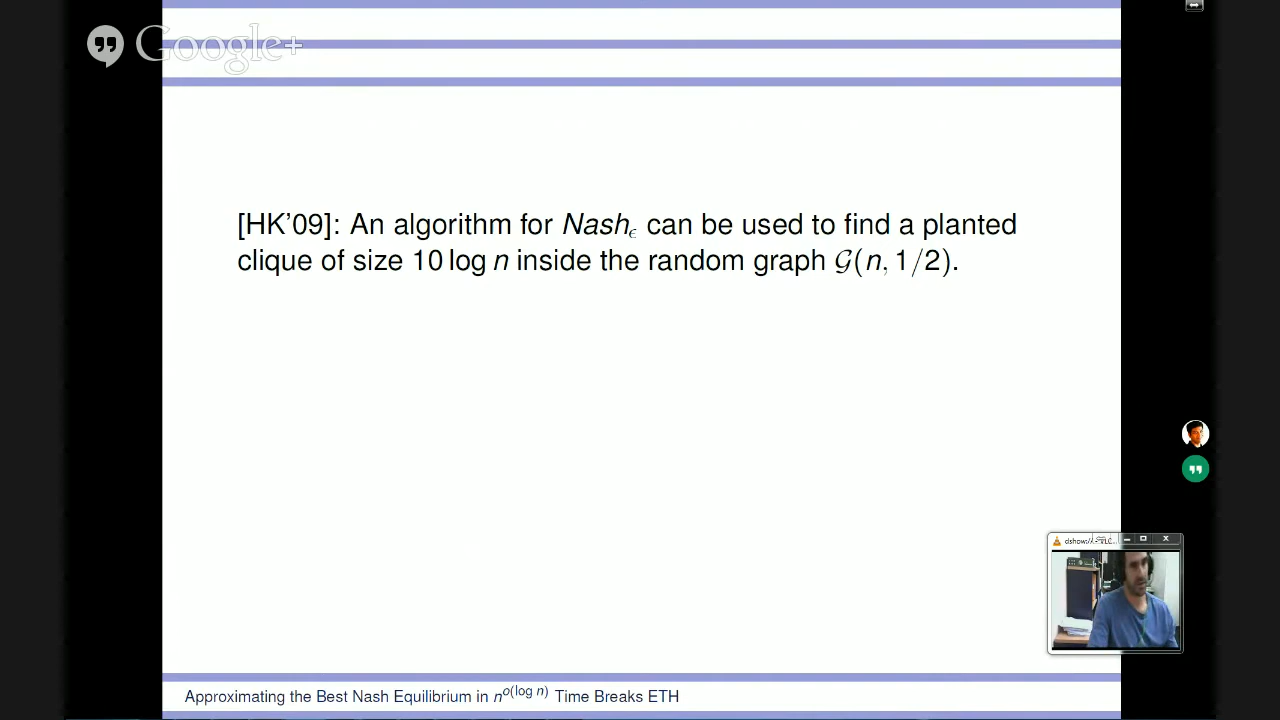 Google+
[HK'09]: An algorithm for Nash_ϵ can be used to find a planted
clique of size 10 log n inside the random graph 𝒢(n, 1/2).
dshow://
Approximating the Best Nash Equilibrium in n^{o(log n)} Time Breaks ETH